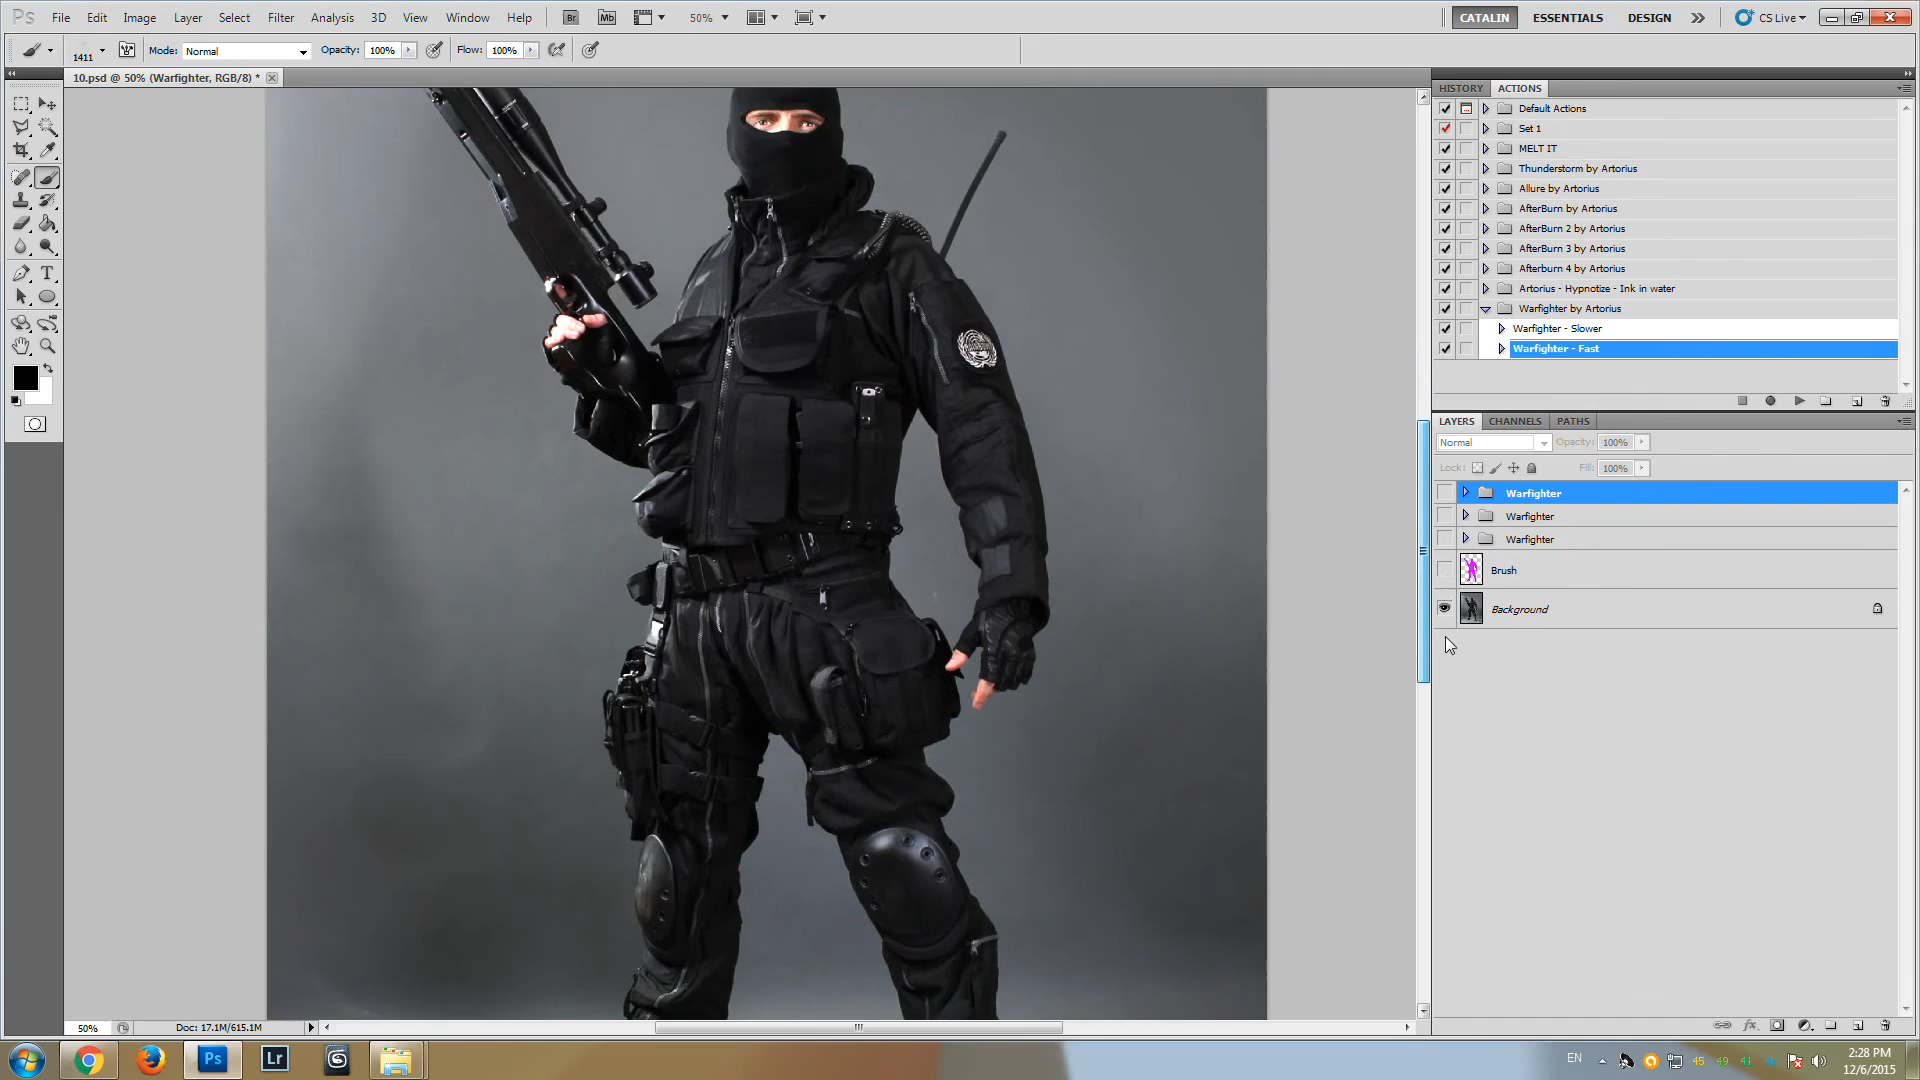 Ps File Edit Image Layer Select Filter Analysis 3D View Window Help Br Mb 50% CATALIN ESSENTIALS DESIGN CS Live
1411 Mode: Normal Opacity: 100% Flow: 100%
10.psd @ 50% (Warfighter, RGB/8) *
HISTORY ACTIONS
Default Actions
Set 1
MELT IT
Thunderstorm by Artorius
Allure by Artorius
AfterBurn by Artorius
AfterBurn 2 by Artorius
AfterBurn 3 by Artorius
Afterburn 4 by Artorius
Artorius - Hypnotize - Ink in water
Warfighter by Artorius
Warfighter - Slower
Warfighter - Fast
LAYERS CHANNELS PATHS
Normal Opacity: 100%
Lock: Fill: 100%
Warfighter
Warfighter
Warfighter
Brush
Background
50% Doc: 17.1M/615.1M
Ps Lr EN 45 49 41 2:28 PM
12/6/2015